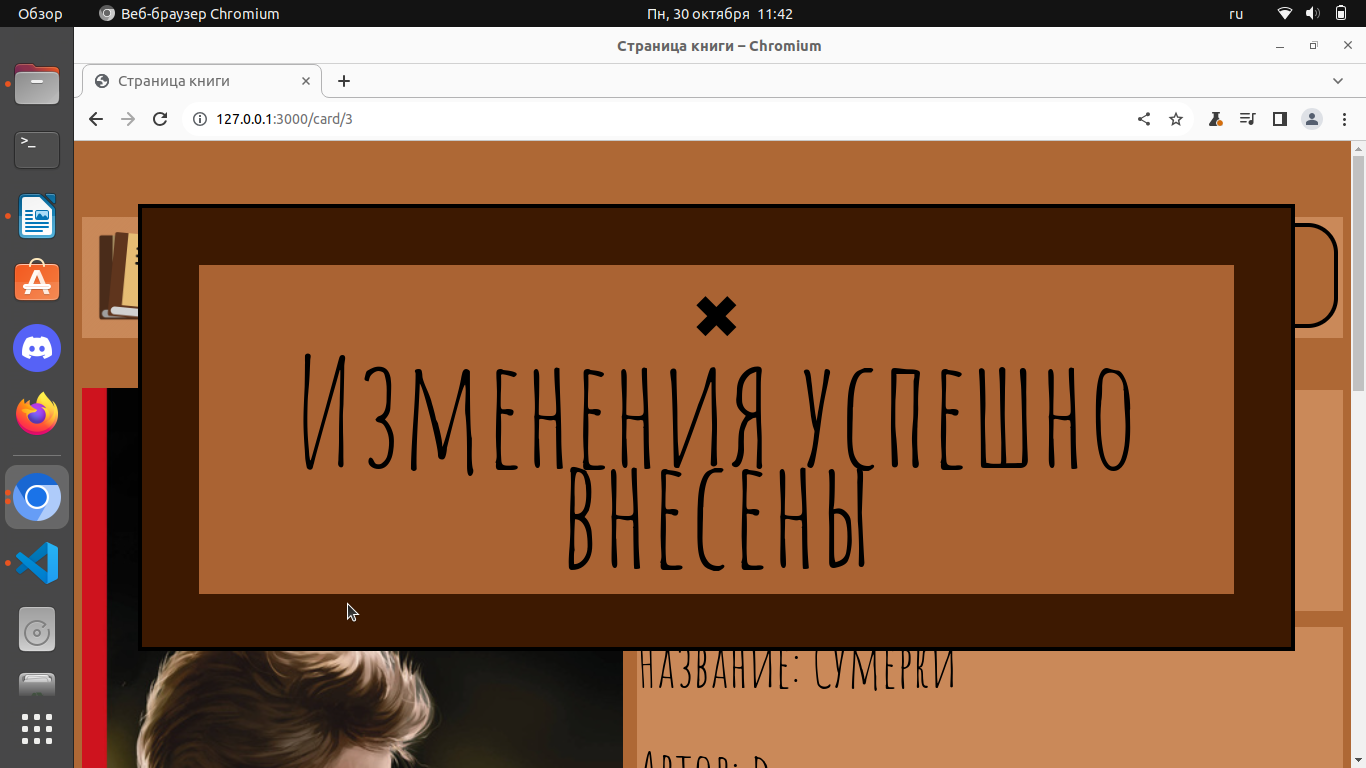 Обзор
Веб-браузер Chromium
Пн, 30 октября 11:42
ru
Страница книги – Chromium
Страница книги
127.0.0.1:3000/card/3
Изменения успешно
внесены
Название: Сумерки
Автор: